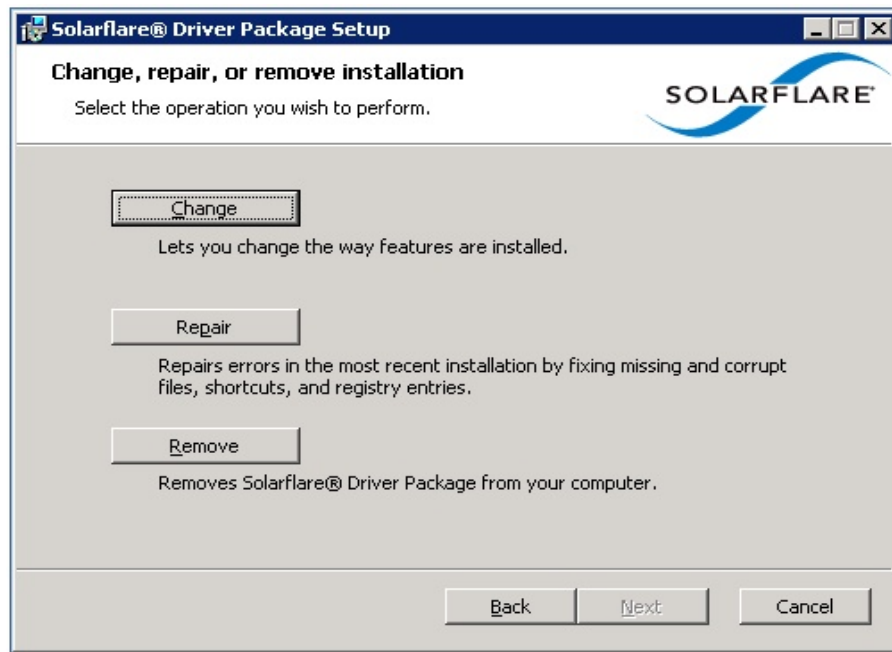 Solarflare® Driver Package Setup
Change, repair, or remove installation
Select the operation you wish to perform.
SOLARFLARE®
Change
Lets you change the way features are installed.
Repair
Repairs errors in the most recent installation by fixing missing and corrupt
files, shortcuts, and registry entries.
Remove
Removes Solarflare® Driver Package from your computer.
Back Next Cancel